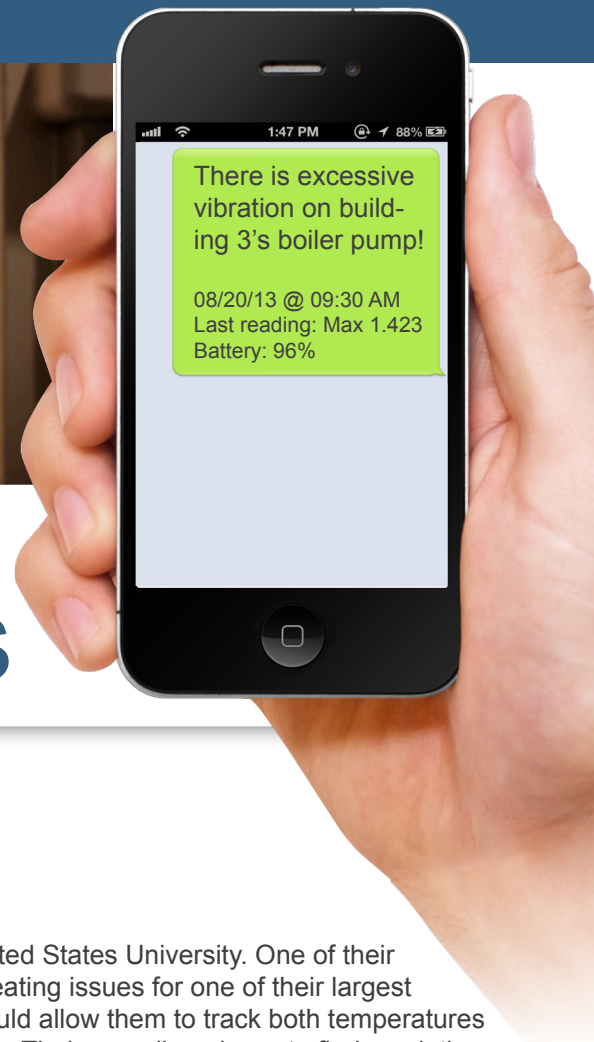 1:47 PM
88%
There is excessive
vibration on build-
ing 3's boiler pump!
08/20/13 @ 09:30 AM
Last reading: Max 1.423
Battery: 96%
s
ted States University. One of their
eating issues for one of their largest
uld allow them to track both temperatures